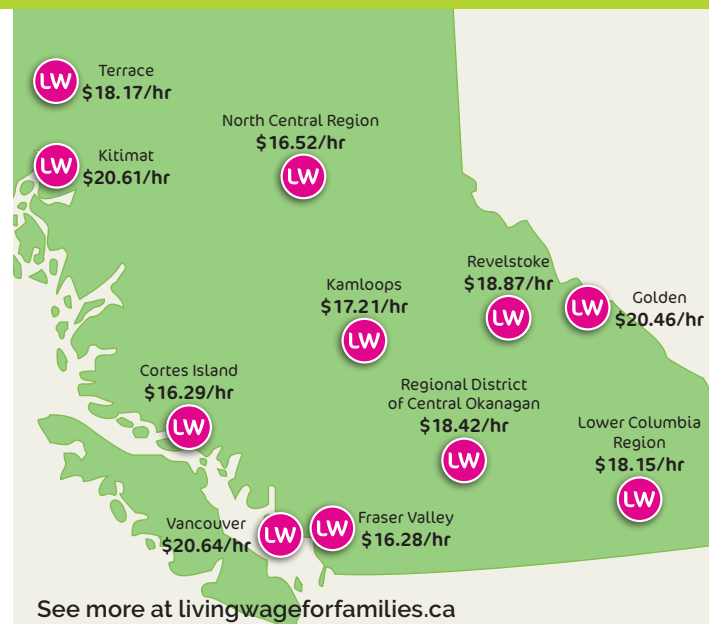 Terrace
$18.17/hr
LW
Kitimat
$20.61/hr
LW
North Central Region
$16.52/hr
LW
Revelstoke
$18.87/hr
LW
Golden
$20.46/hr
LW
Kamloops
$17.21/hr
LW
Cortes Island
$16.29/hr
LW
Regional District
of Central Okanagan
$18.42/hr
LW
Lower Columbia
Region
$18.15/hr
LW
Vancouver
$20.64/hr
LW
Fraser Valley
$16.28/hr
LW
See more at livingwageforfamilies.ca